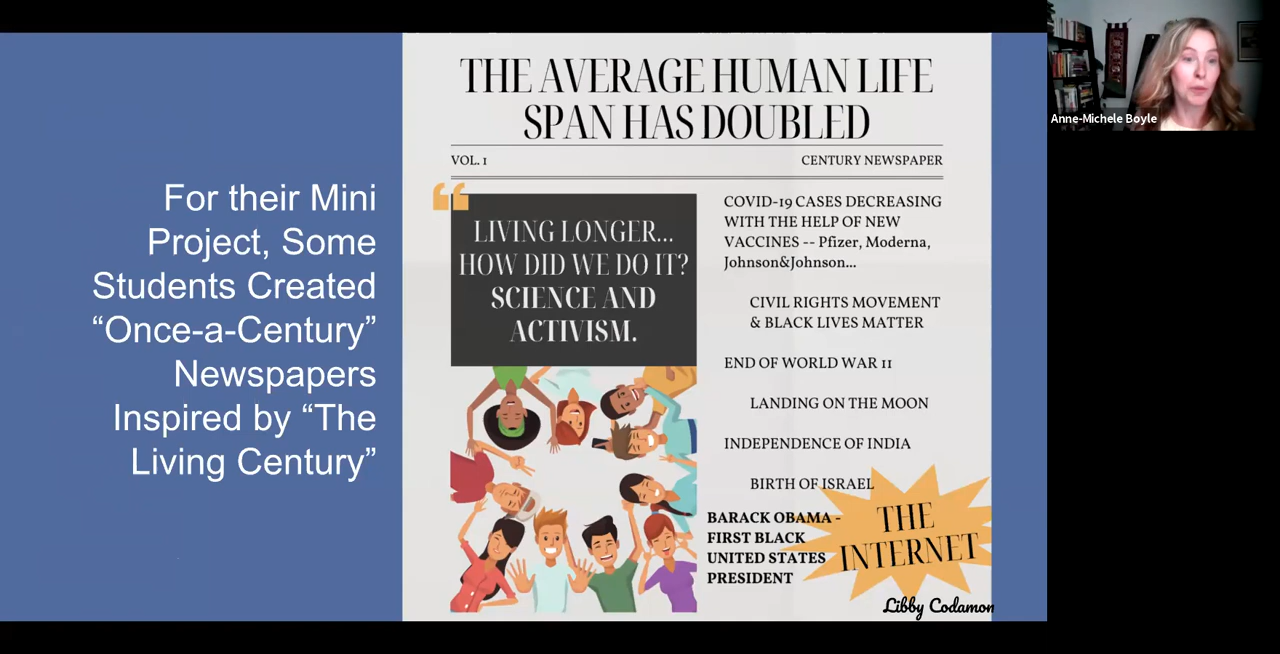 For their Mini
Project, Some
Students Created
“Once-a-Century”
Newspapers
Inspired by “The
Living Century”
THE AVERAGE HUMAN LIFE
SPAN HAS DOUBLED
VOL. 1
CENTURY NEWSPAPER
“
LIVING LONGER...
HOW DID WE DO IT?
SCIENCE AND
ACTIVISM.
COVID-19 CASES DECREASING
WITH THE HELP OF NEW
VACCINES -- Pfizer, Moderna,
Johnson&Johnson...
CIVIL RIGHTS MOVEMENT
& BLACK LIVES MATTER
END OF WORLD WAR 11
LANDING ON THE MOON
INDEPENDENCE OF INDIA
BIRTH OF ISRAEL
BARACK OBAMA -
FIRST BLACK
UNITED STATES
PRESIDENT
THE
INTERNET
Libby Codamon
Anne-Michele Boyle